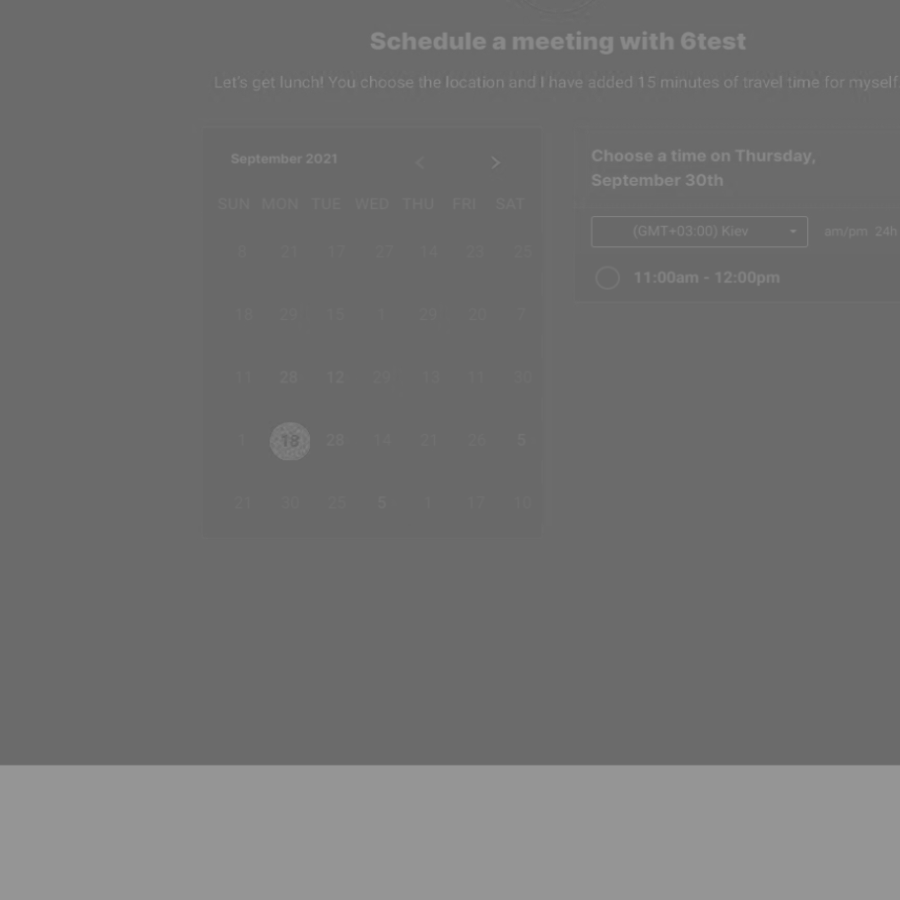 Schedule a meeting with 6test
Let's get lunch! You choose the location and I have added 15 minutes of travel time for myself
September 2021
SUN MON TUE WED THU FRI SAT
6 21 17 27 14 23 26
18 29 15 1 29 20 7
11 28 12 29 13 11 30
1 18 28 14 21 26 5
21 30 25 5 1 17 10
Choose a time on Thursday,
September 30th
(GMT+03:00) Kiev
am/pm 24h
11:00am - 12:00pm